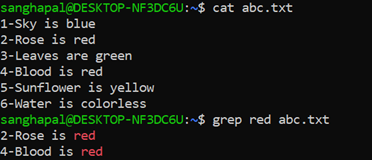 sanghapal@DESKTOP-NF3DC6U:~$ cat abc.txt
1-Sky is blue
2-Rose is red
3-Leaves are green
4-Blood is red
5-Sunflower is yellow
6-Water is colorless
sanghapal@DESKTOP-NF3DC6U:~$ grep red abc.txt
2-Rose is red
4-Blood is red